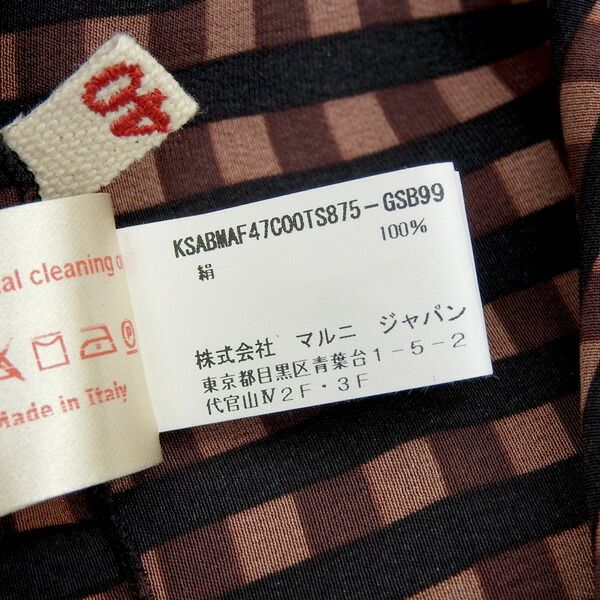 40
KSABMAF47C00TS875-GSB99
絹 100%
株式会社 マルニ ジャパン
東京都目黒区青葉台1-5-2
代官山Ⅳ2F・3F
cleaning
Made in Italy